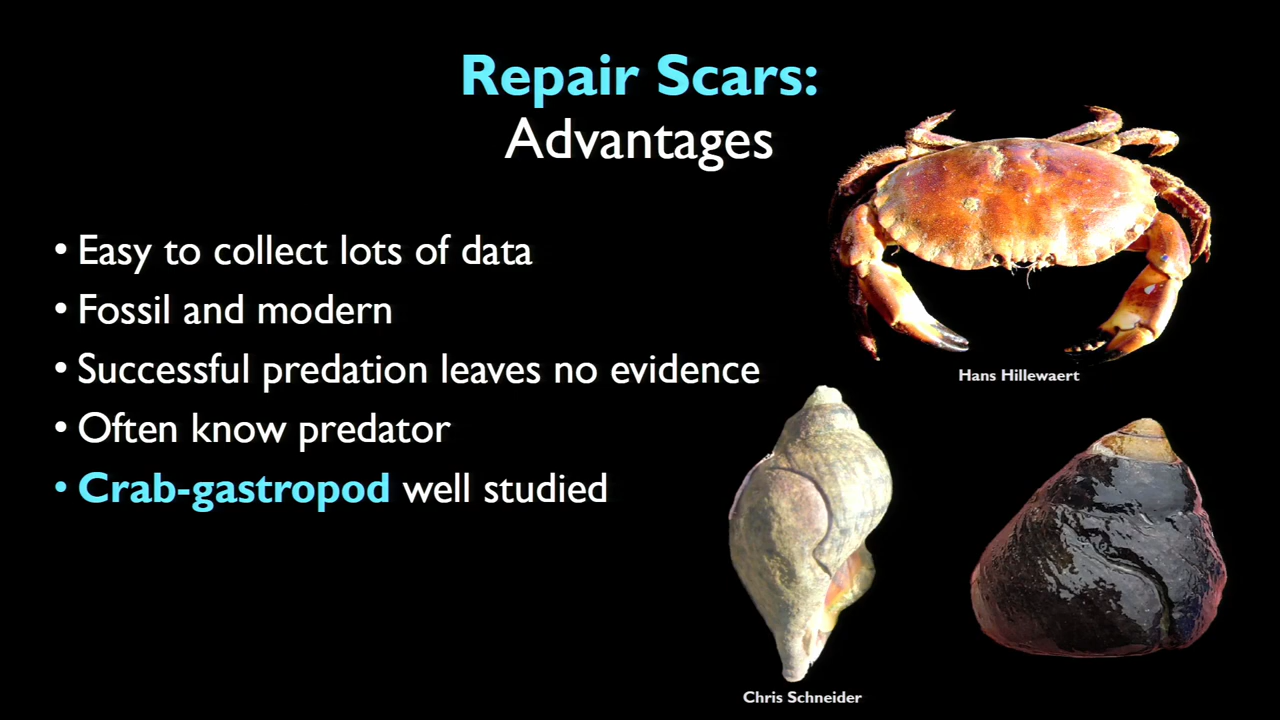 Repair Scars:
Advantages
• Easy to collect lots of data
• Fossil and modern
• Successful predation leaves no evidence
• Often know predator
• Crab-gastropod well studied
Hans Hillewaert
Chris Schneider